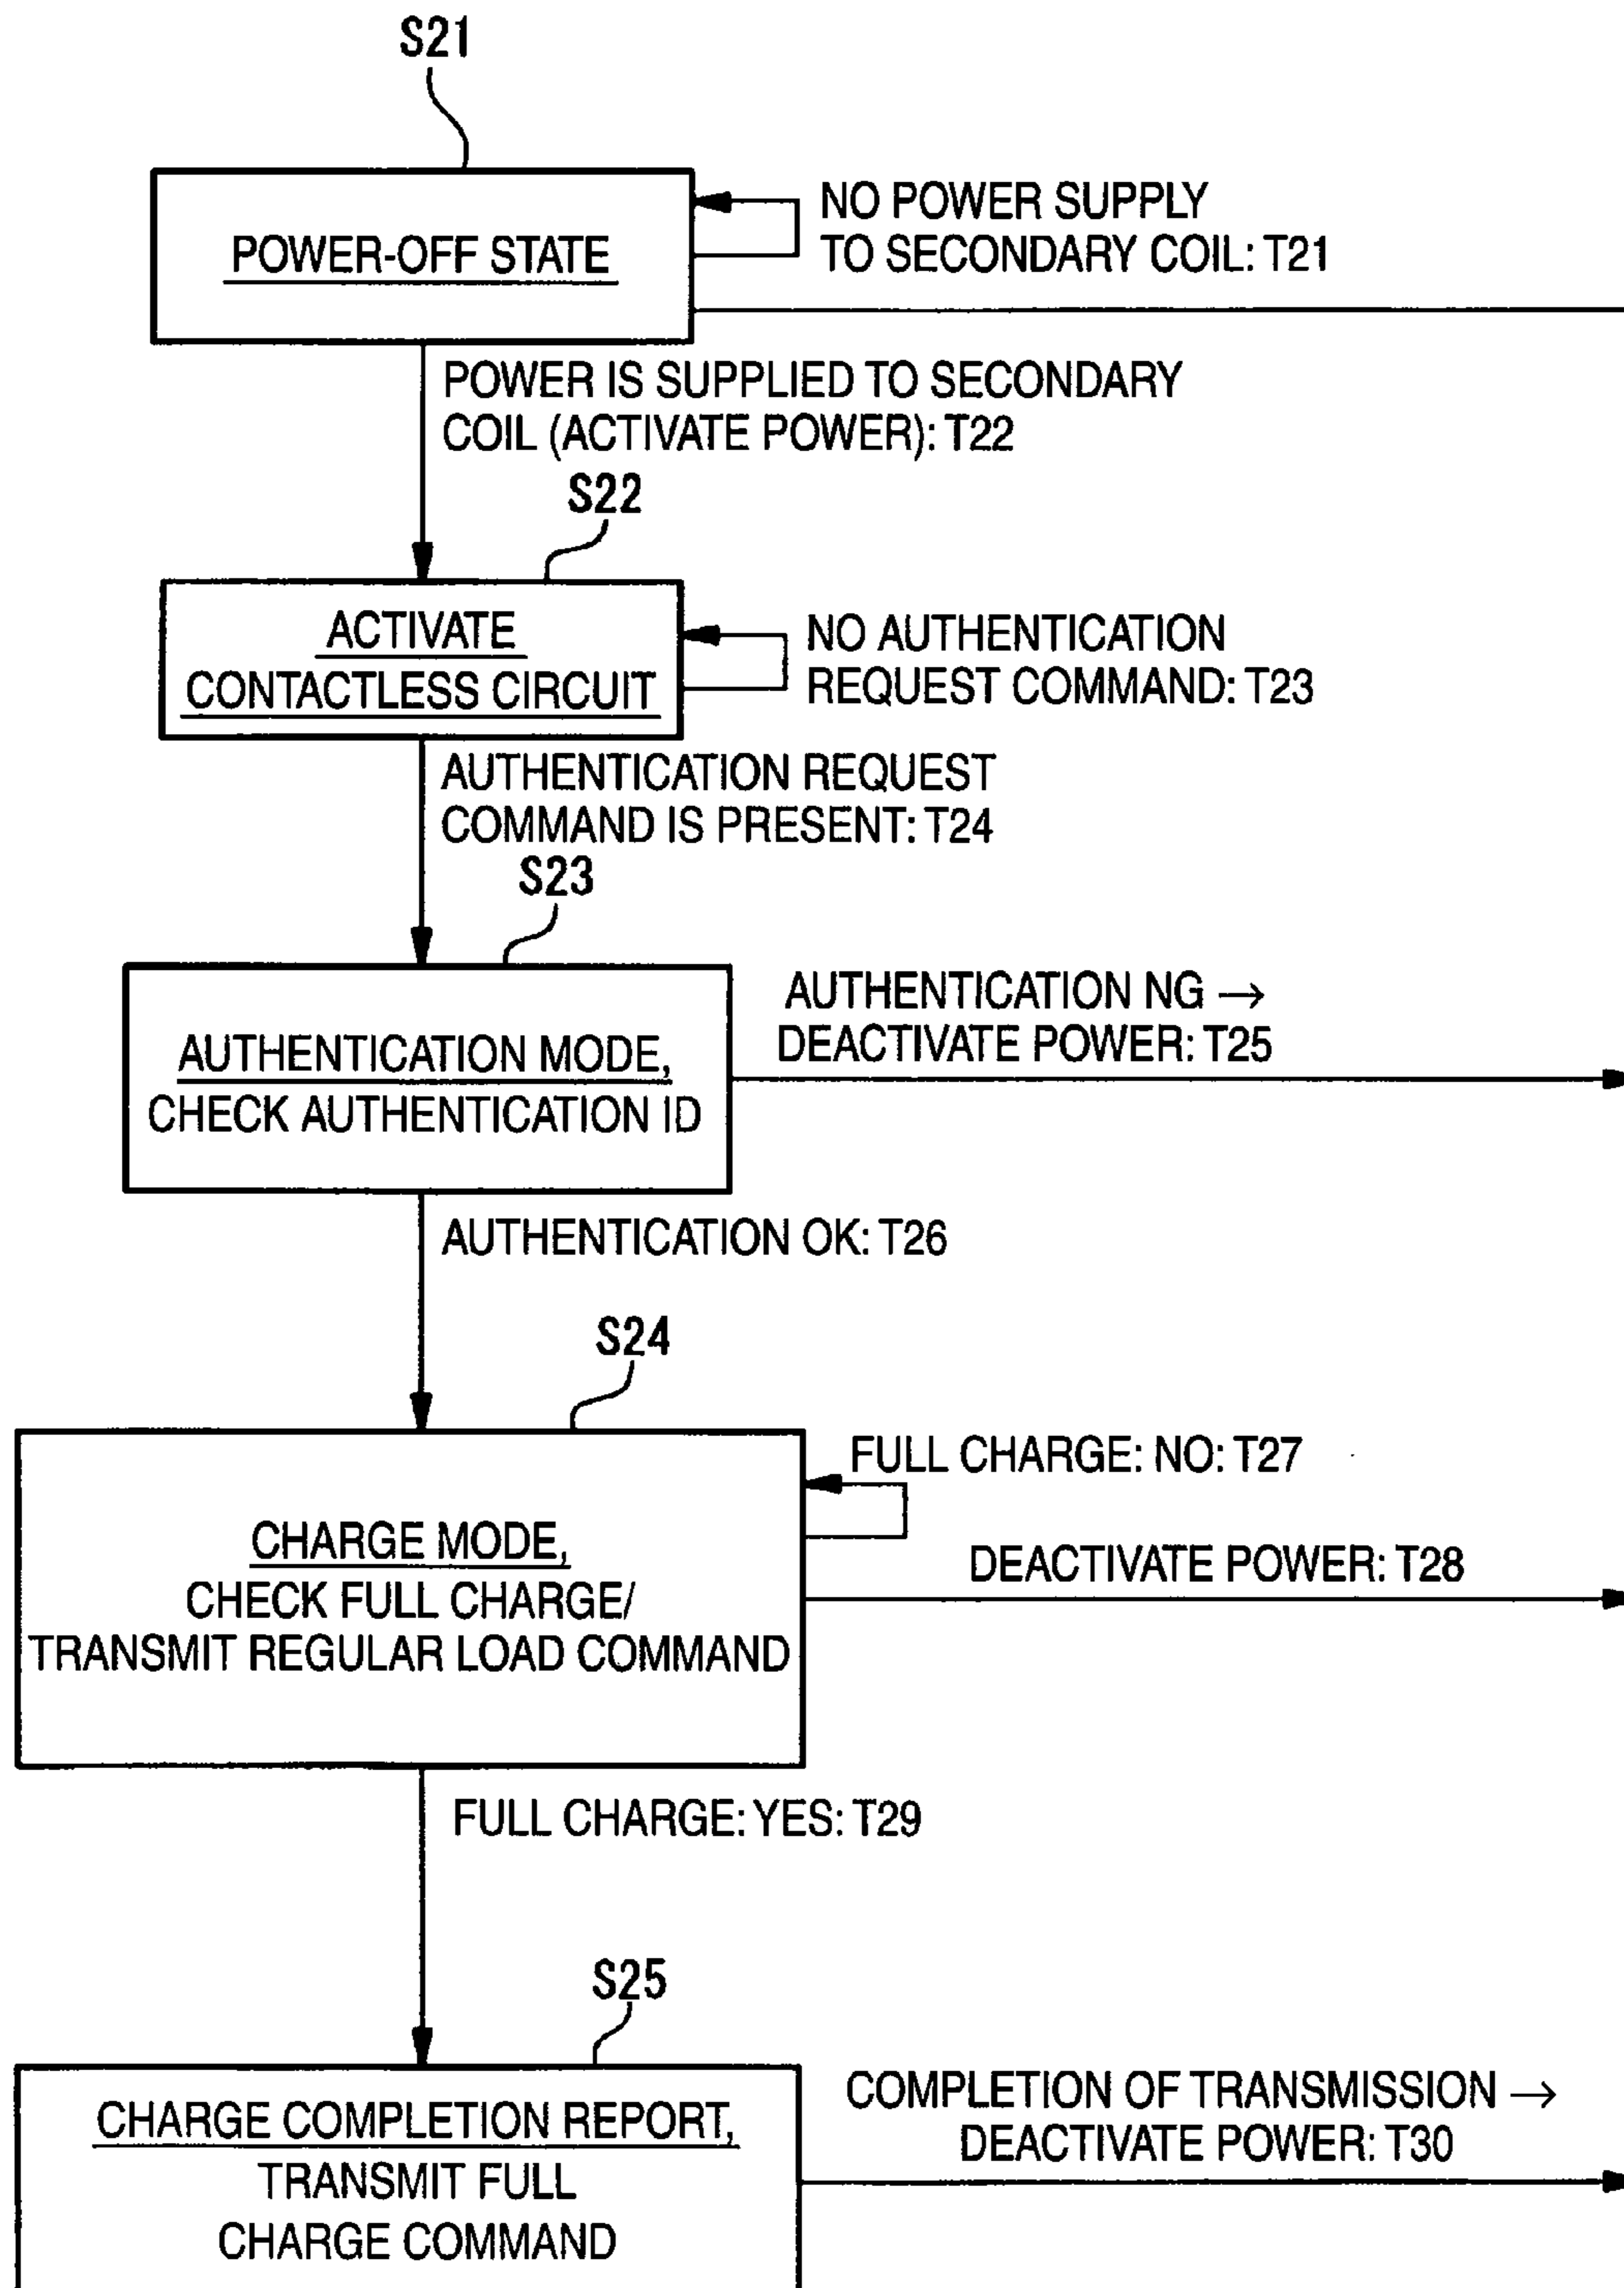 S21
POWER-OFF STATE
NO POWER SUPPLY
TO SECONDARY COIL: T21
POWER IS SUPPLIED TO SECONDARY
COIL (ACTIVATE POWER): T22
S22
ACTIVATE
CONTACTLESS CIRCUIT
NO AUTHENTICATION
REQUEST COMMAND: T23
AUTHENTICATION REQUEST
COMMAND IS PRESENT: T24
S23
AUTHENTICATION MODE,
CHECK AUTHENTICATION ID
AUTHENTICATION NG →
DEACTIVATE POWER: T25
AUTHENTICATION OK: T26
S24
CHARGE MODE,
CHECK FULL CHARGE/
TRANSMIT REGULAR LOAD COMMAND
FULL CHARGE: NO: T27
DEACTIVATE POWER: T28
FULL CHARGE: YES: T29
S25
CHARGE COMPLETION REPORT,
TRANSMIT FULL
CHARGE COMMAND
COMPLETION OF TRANSMISSION →
DEACTIVATE POWER: T30